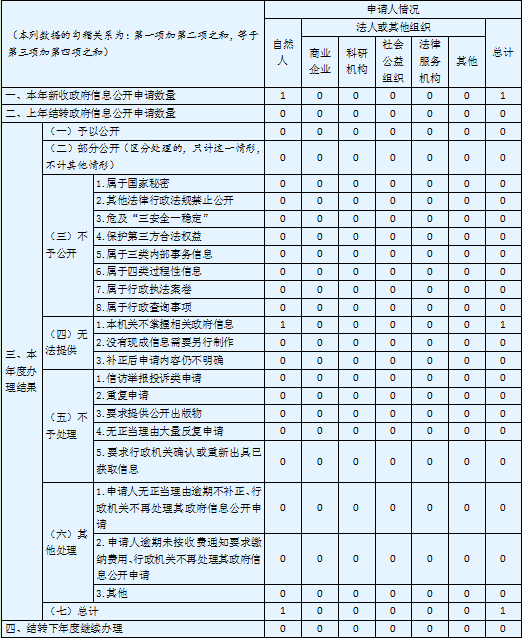 （本列数据的勾稽关系为：第一项加第二项之和，等于
第三项加第四项之和）
申请人情况
自然
人
法人或其他组织
总计
商业
企业
科研
机构
社会
公益
组织
法律
服务
机构
其他
一、本年新收政府信息公开申请数量 1 0 0 0 0 0 1
二、上年结转政府信息公开申请数量 0 0 0 0 0 0 0
三、本
年度办
理结果
（一）予以公开 0 0 0 0 0 0 0
（二）部分公开（区分处理的，只计这一情形，
不计其他情形） 0 0 0 0 0 0 0
（三）不
予公开
1.属于国家秘密 0 0 0 0 0 0 0
2.其他法律行政法规禁止公开 0 0 0 0 0 0 0
3.危及“三安全一稳定” 0 0 0 0 0 0 0
4.保护第三方合法权益 0 0 0 0 0 0 0
5.属于三类内部事务信息 0 0 0 0 0 0 0
6.属于四类过程性信息 0 0 0 0 0 0 0
7.属于行政执法案卷 0 0 0 0 0 0 0
8.属于行政查询事项 0 0 0 0 0 0 0
（四）无
法提供
1.本机关不掌握相关政府信息 1 0 0 0 0 0 1
2.没有现成信息需要另行制作 0 0 0 0 0 0 0
3.补正后申请内容仍不明确 0 0 0 0 0 0 0
（五）不
予处理
1.信访举报投诉类申请 0 0 0 0 0 0 0
2.重复申请 0 0 0 0 0 0 0
3.要求提供公开出版物 0 0 0 0 0 0 0
4.无正当理由大量反复申请 0 0 0 0 0 0 0
5.要求行政机关确认或重新出具已
获取信息 0 0 0 0 0 0 0
（六）其
他处理
1.申请人无正当理由逾期不补正、行
政机关不再处理其政府信息公开申
请 0 0 0 0 0 0 0
2.申请人逾期未按收费通知要求缴
纳费用、行政机关不再处理其政府信
息公开申请 0 0 0 0 0 0 0
3.其他 0 0 0 0 0 0 0
（七）总计 1 0 0 0 0 0 1
四、结转下年度继续办理 0 0 0 0 0 0 0